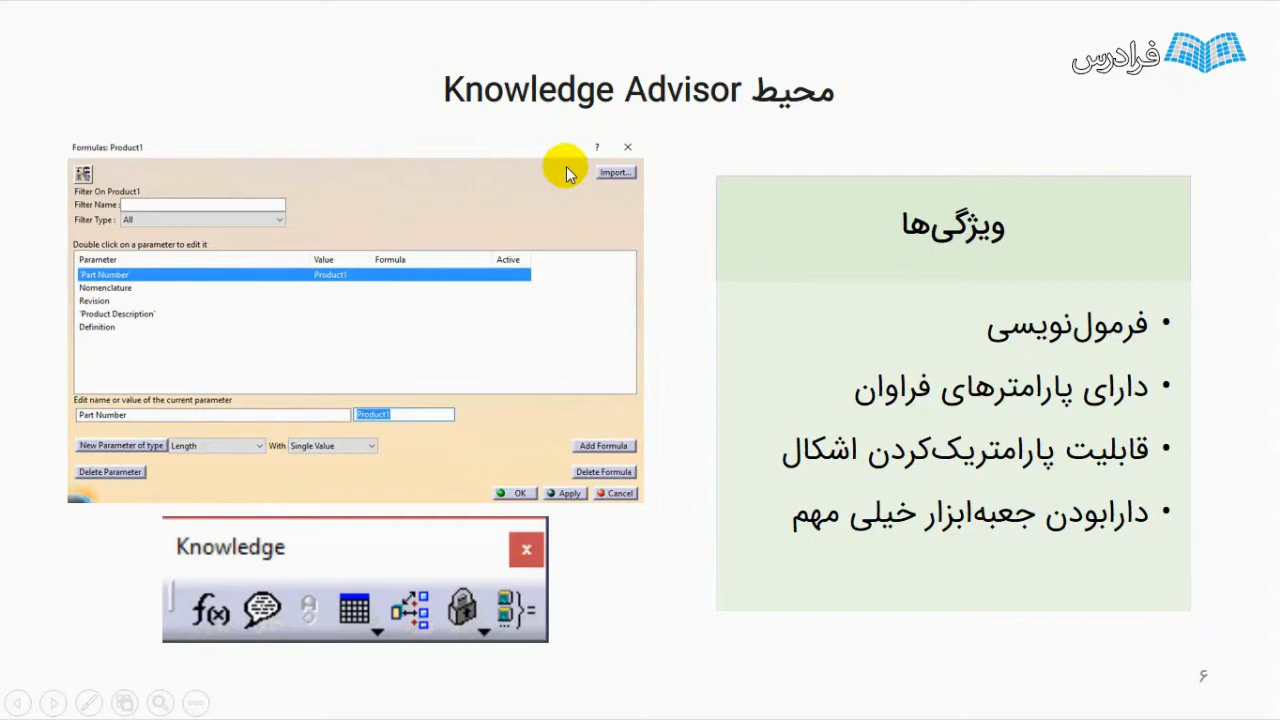 فرادرس
محیط Knowledge Advisor
Formulas: Product1
?
Import...
Filter On Product1
Filter Name :
Filter Type : All
Double click on a parameter to edit it
Parameter Value Formula Active
`Part Number` Product1
Nomenclature
Revision
`Product Description`
Definition
Edit name or value of the current parameter
Part Number Product1
New Parameter of type Length With Single Value Add Formula
Delete Parameter Delete Formula
OK Apply Cancel
Knowledge x
f(x) =
ویژگی‌ها
• فرمول‌نویسی
• دارای پارامترهای فراوان
• قابلیت پارامتریک‌کردن اشکال
• دارابودن جعبه‌ابزار خیلی مهم
۶